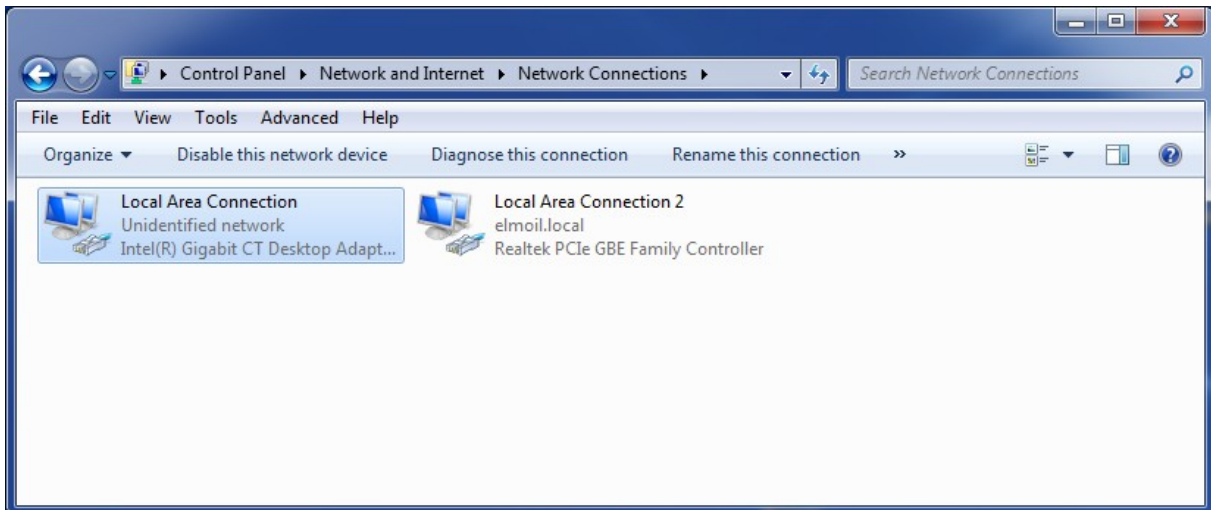 Control Panel ▸ Network and Internet ▸ Network Connections ▸
Search Network Connections
File Edit View Tools Advanced Help
Organize ▾ Disable this network device Diagnose this connection Rename this connection »
Local Area Connection
Unidentified network
Intel(R) Gigabit CT Desktop Adapt...
Local Area Connection 2
elmoil.local
Realtek PCIe GBE Family Controller